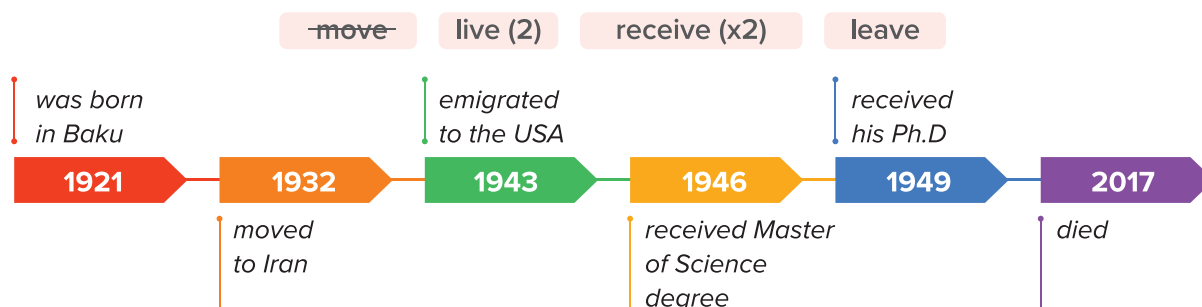 move live (2) receive (x2) leave
was born
in Baku
emigrated
to the USA
received
his Ph.D
1921 1932 1943 1946 1949 2017
moved
to Iran
received Master
of Science
degree
died